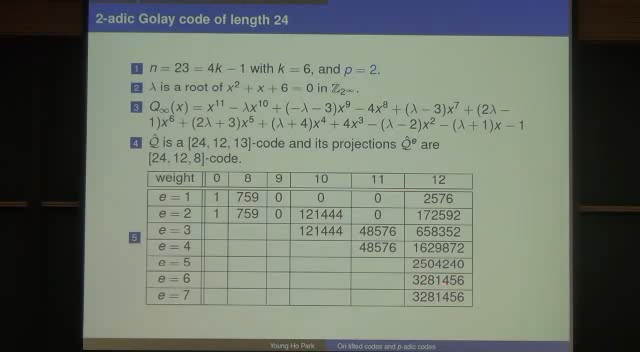 2-adic Golay code of length 24
1 n = 23 = 4k − 1 with k = 6, and p = 2.
2 λ is a root of x² + x + 6 = 0 in ℤ₂∞.
3 Q∞(x) = x¹¹ − λx¹⁰ + (−λ − 3)x⁹ − 4x⁸ + (λ − 3)x⁷ + (2λ −
1)x⁶ + (2λ + 3)x⁵ + (λ + 4)x⁴ + 4x³ − (λ − 2)x² − (λ + 1)x − 1
4 Q̂ is a [24, 12, 13]-code and its projections Q̂ᵉ are
[24, 12, 8]-code.
weight 0 8 9 10 11 12
e = 1 1 759 0 0 0 2576
e = 2 1 759 0 121444 0 172592
e = 3 121444 48576 658352
e = 4 48576 1629872
5 e = 5 2504240
e = 6 3281456
e = 7 3281456
Young Ho Park On lifted codes and p-adic codes